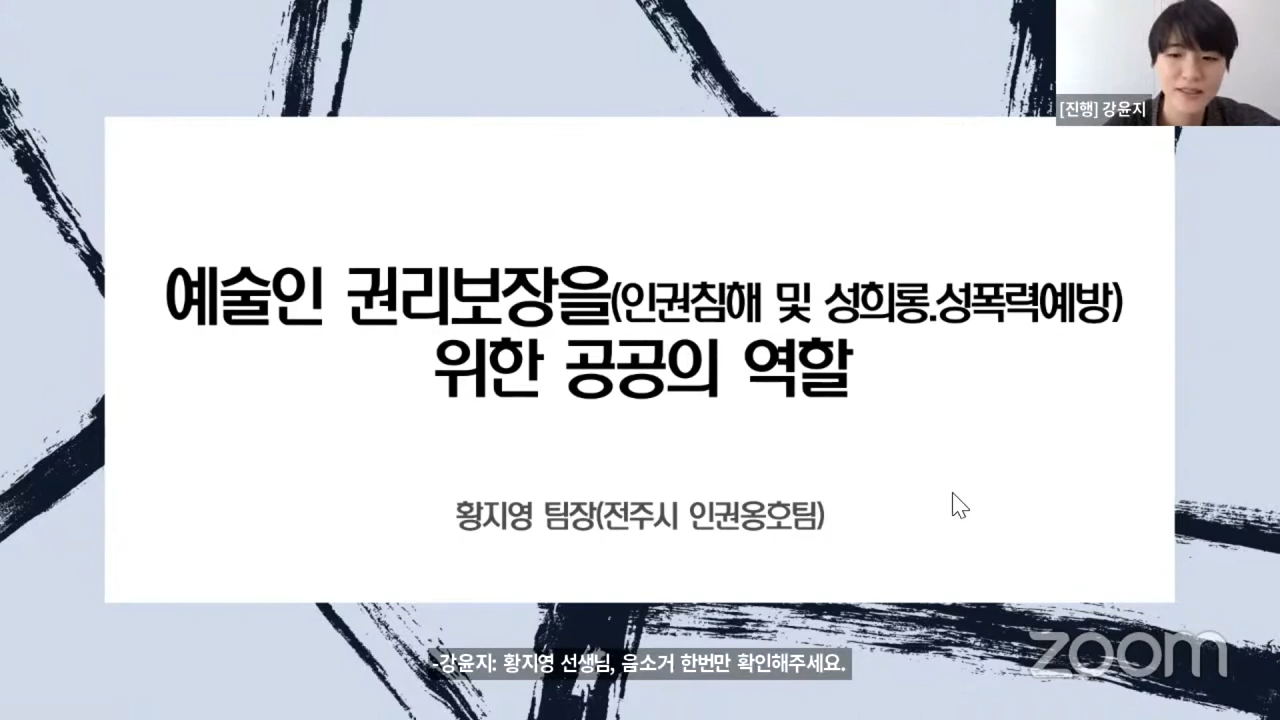 [진행] 강윤지
예술인 권리보장을(인권침해 및 성희롱.성폭력예방)
위한 공공의 역할
황지영 팀장(전주시 인권옹호팀)
-강윤지: 황지영 선생님, 음소거 한번만 확인해주세요.
zoom